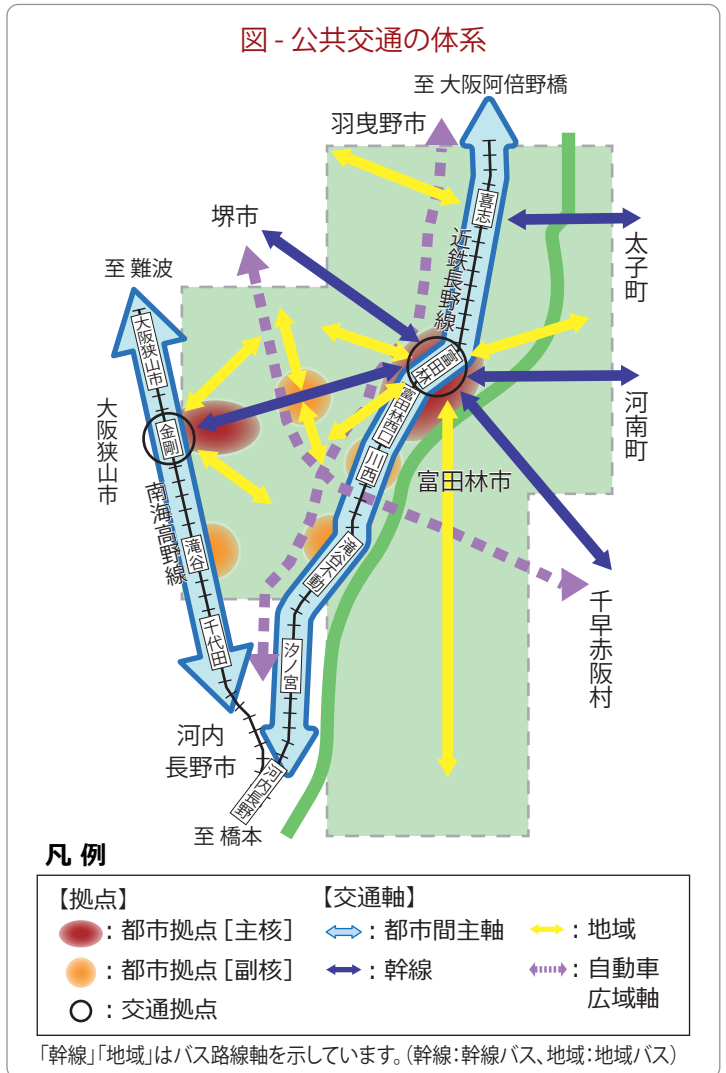 図 - 公共交通の体系
至 大阪阿倍野橋
羽曳野市
喜志
堺市
近鉄長野線
太子町
至 難波
大阪狭山市
富田林
大阪狭山市
金剛
富田林西口
河南町
川西
富田林市
南海高野線
滝谷
滝谷不動
千代田
千早赤阪村
汐ノ宮
河内
長野市
河内長野
至 橋本
凡 例
【拠点】
【交通軸】
：都市拠点［主核］
：都市間主軸
：地域
：都市拠点［副核］
：幹線
：自動車
広域軸
：交通拠点
「幹線」「地域」はバス路線軸を示しています。（幹線：幹線バス、地域：地域バス）